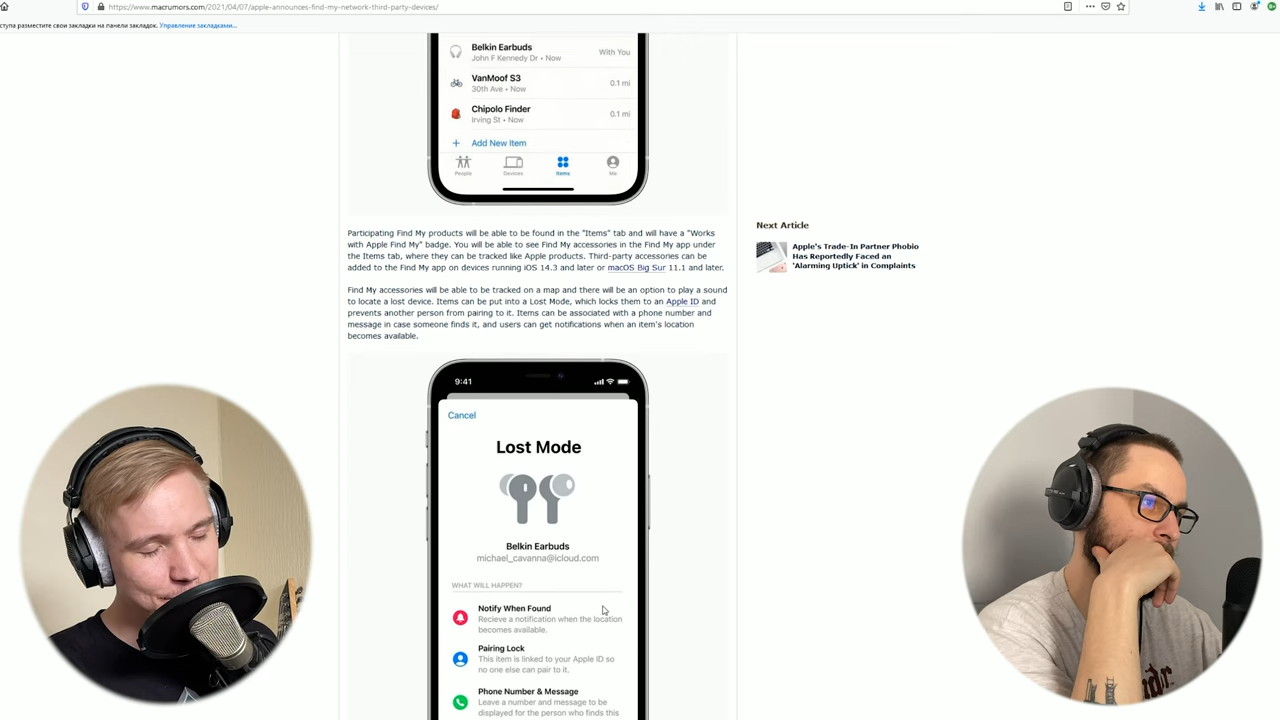 https://www.macrumors.com/2021/04/07/apple-announces-find-my-network-third-party-devices/
ступа разместите свои закладки на панели закладок. Управление закладками...
Belkin Earbuds
John F Kennedy Dr • Now
With You
VanMoof S3
30th Ave • Now
0.1 mi
Chipolo Finder
Irving St • Now
0.1 mi
+ Add New Item
People Devices Items Me
Participating Find My products will be able to be found in the "Items" tab and will have a "Works
with Apple Find My" badge. You will be able to see Find My accessories in the Find My app under
the Items tab, where they can be tracked like Apple products. Third-party accessories can be
added to the Find My app on devices running iOS 14.3 and later or macOS Big Sur 11.1 and later.
Find My accessories will be able to be tracked on a map and there will be an option to play a sound
to locate a lost device. Items can be put into a Lost Mode, which locks them to an Apple ID and
prevents another person from pairing to it. Items can be associated with a phone number and
message in case someone finds it, and users can get notifications when an item's location
becomes available.
Next Article
Apple's Trade-In Partner Phobio
Has Reportedly Faced an
'Alarming Uptick' in Complaints
9:41
Cancel
Lost Mode
Belkin Earbuds
michael_cavanna@icloud.com
WHAT WILL HAPPEN?
Notify When Found
Recieve a notification when the location
becomes available.
Pairing Lock
This item is linked to your Apple ID so
no one else can pair to it.
Phone Number & Message
Leave a number and message to be
displayed for the person who finds this